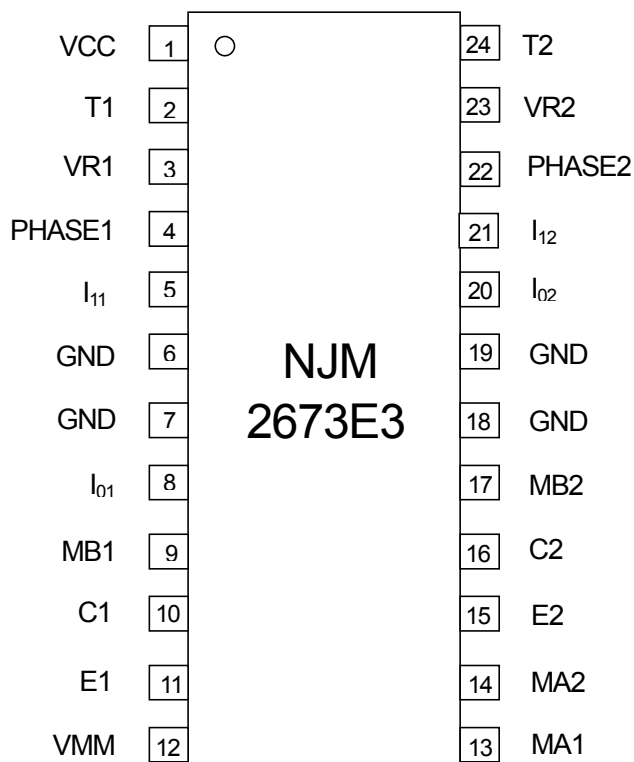 VCC 1 24 T2
T1 2 23 VR2
VR1 3 22 PHASE2
PHASE1 4 21 I₁₂
I₁₁ 5 20 I₀₂
GND 6 19 GND
NJM
GND 7 18 GND
2673E3
I₀₁ 8 17 MB2
MB1 9 16 C2
C1 10 15 E2
E1 11 14 MA2
VMM 12 13 MA1